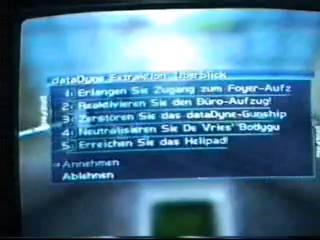 dataDyne Extraktion Überblick
1: Erlangen Sie Zugang zum Foyer-Aufz
2: Reaktivieren Sie den Büro-Aufzug!
3: Zerstören Sie das dataDyne-Gunship
4: Neutralisieren Sie De Vries' Bodygu
5: Erreichen Sie das Helipad!
Annehmen
Ablehnen